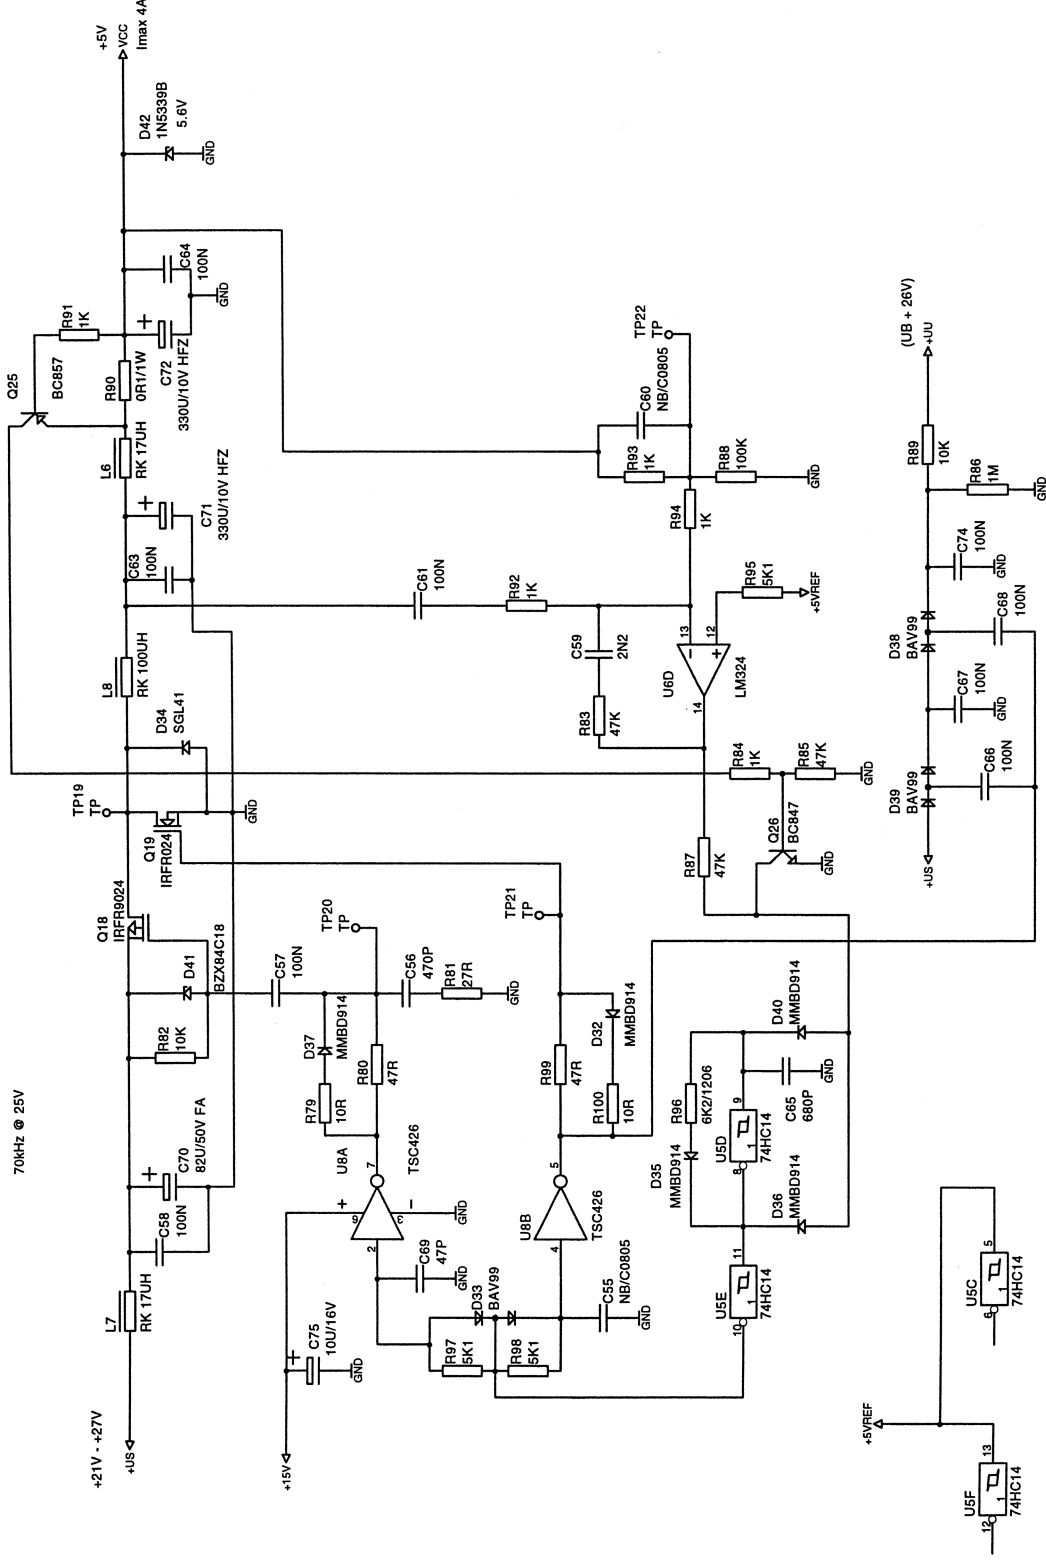 70kHz @ 25V
+21V - +27V
+US
L7
RK 17UH
C58
100N
C70
82U/50V FA
R82
10K
D41
BZX84C18
Q18
IRFR9024
TP19
TP
Q19
IRFR024
GND
D34
SGL41
L8
RK 100UH
C63
100N
C71
330U/10V HFZ
L6
RK 17UH
Q25
BC857
R90
0R1/1W
R91
1K
C72
330U/10V HFZ
C64
100N
GND
D42
1N5339B
5.6V
GND
+5V
VCC
Imax 4A
+15V
C75
10U/16V
GND
U8A
TSC426
2
6
3
7
+
-
GND
C69
47P
GND
R79
10R
D37
MMBD914
R80
47R
C57
100N
TP20
TP
C56
470P
R81
27R
GND
R97
5K1
D33
BAV99
R98
5K1
C55
NB/C0805
GND
U8B
TSC426
4
5
R99
47R
R100
10R
D32
MMBD914
TP21
TP
C61
100N
R92
1K
C59
2N2
R83
47K
U6D
LM324
13
12
14
R95
5K1
+5VREF
R94
1K
R93
1K
C60
NB/C0805
R88
100K
GND
TP22
TP
R87
47K
R84
1K
R85
47K
GND
Q26
BC847
GND
U5E
74HC14
1
10
11
D35
MMBD914
R96
6K2/1206
U5D
74HC14
1
8
9
C65
680P
GND
D36
MMBD914
D40
MMBD914
+US
D39
BAV99
C66
100N
C67
100N
GND
D38
BAV99
C68
100N
C74
100N
GND
R86
1M
GND
R89
10K
(UB + 26V)
+UU
+5VREF
U5F
74HC14
1
12
13
U5C
74HC14
1
6
5